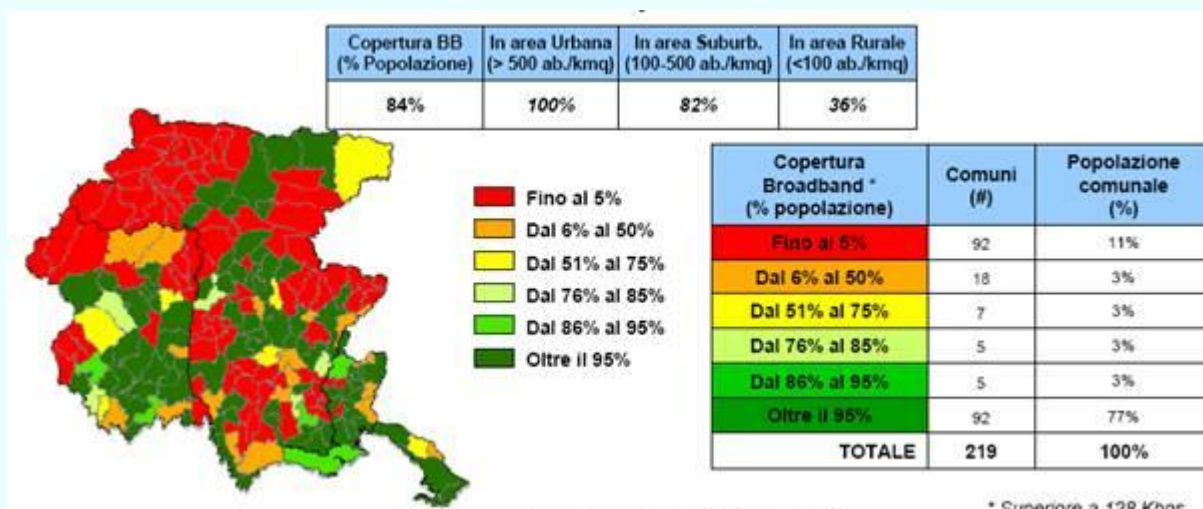 Copertura BB
(% Popolazione)
In area Urbana
(> 500 ab./kmq)
In area Suburb.
(100-500 ab./kmq)
In area Rurale
(<100 ab./kmq)
84%
100%
82%
36%
Fino al 5%
Dal 6% al 50%
Dal 51% al 75%
Dal 76% al 85%
Dal 86% al 95%
Oltre il 95%
Copertura
Broadband *
(% popolazione)
Comuni
(#)
Popolazione
comunale
(%)
Fino al 5% 92 11%
Dal 6% al 50% 18 3%
Dal 51% al 75% 7 3%
Dal 76% al 85% 5 3%
Dal 86% al 95% 5 3%
Oltre il 95% 92 77%
TOTALE 219 100%
* Superiore a 128 Kbps